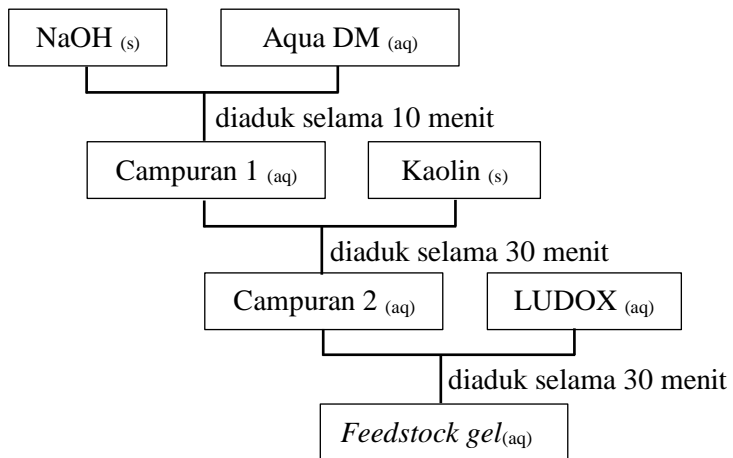 NaOH (s)
Aqua DM (aq)
diaduk selama 10 menit
Campuran 1 (aq)
Kaolin (s)
diaduk selama 30 menit
Campuran 2 (aq)
LUDOX (aq)
diaduk selama 30 menit
Feedstock gel(aq)